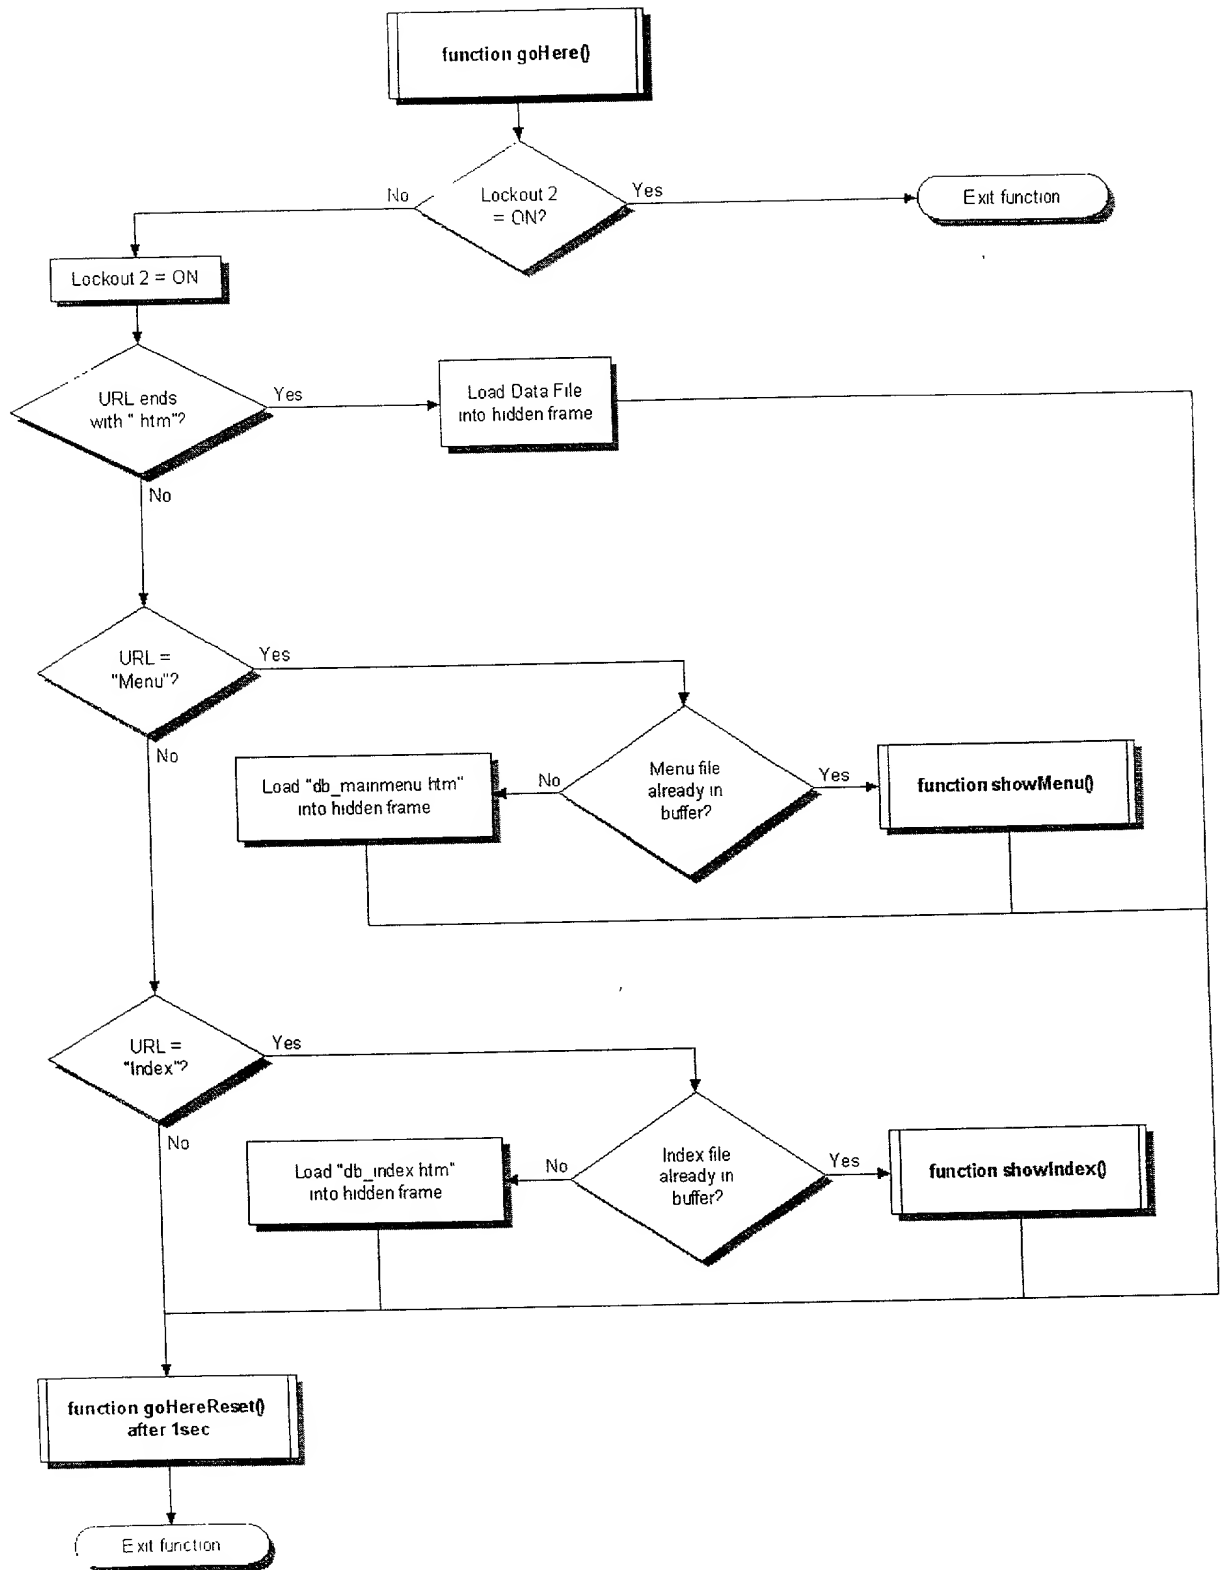 function goHere()
No
Lockout 2
= ON?
Yes
Exit function
Lockout 2 = ON
URL ends
with " htm"?
Yes
Load Data File
into hidden frame
No
URL =
"Menu"?
Yes
No
Load "db_mainmenu htm"
into hidden frame
No
Menu file
already in
buffer?
Yes
function showMenu()
URL =
"Index"?
Yes
No
Load "db_index htm"
into hidden frame
No
Index file
already in
buffer?
Yes
function showIndex()
function goHereReset()
after 1sec
Exit function